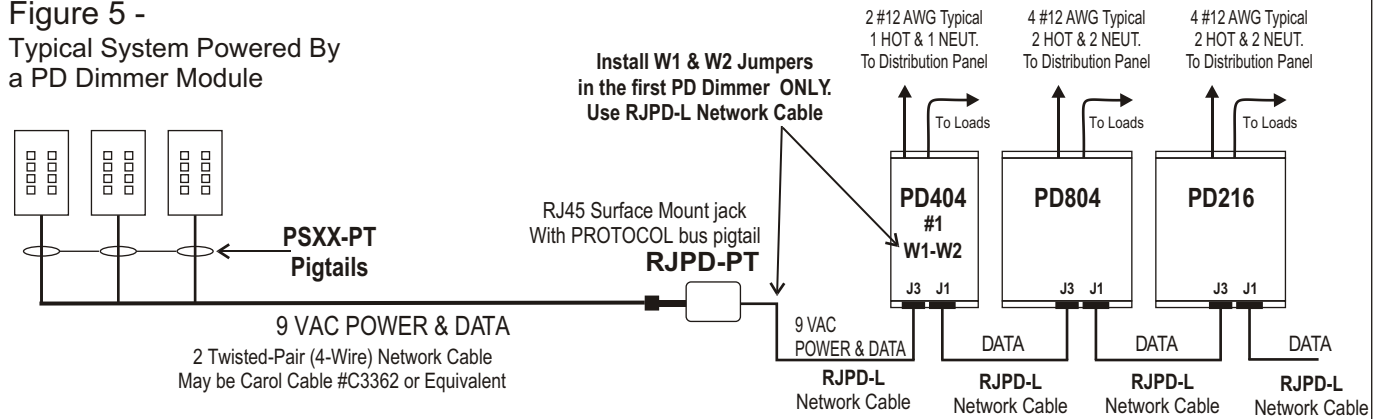 Figure 5 -
Typical System Powered By
a PD Dimmer Module
Install W1 & W2 Jumpers
in the first PD Dimmer ONLY.
Use RJPD-L Network Cable
2 #12 AWG Typical
1 HOT & 1 NEUT.
To Distribution Panel
4 #12 AWG Typical
2 HOT & 2 NEUT.
To Distribution Panel
4 #12 AWG Typical
2 HOT & 2 NEUT.
To Distribution Panel
To Loads
To Loads
To Loads
PSXX-PT
Pigtails
RJ45 Surface Mount jack
With PROTOCOL bus pigtail
RJPD-PT
PD404
#1
W1-W2
J3 J1
PD804
J3 J1
PD216
J3 J1
9 VAC POWER & DATA
2 Twisted-Pair (4-Wire) Network Cable
May be Carol Cable #C3362 or Equivalent
9 VAC
POWER & DATA
RJPD-L
Network Cable
DATA
RJPD-L
Network Cable
DATA
RJPD-L
Network Cable
DATA
RJPD-L
Network Cable